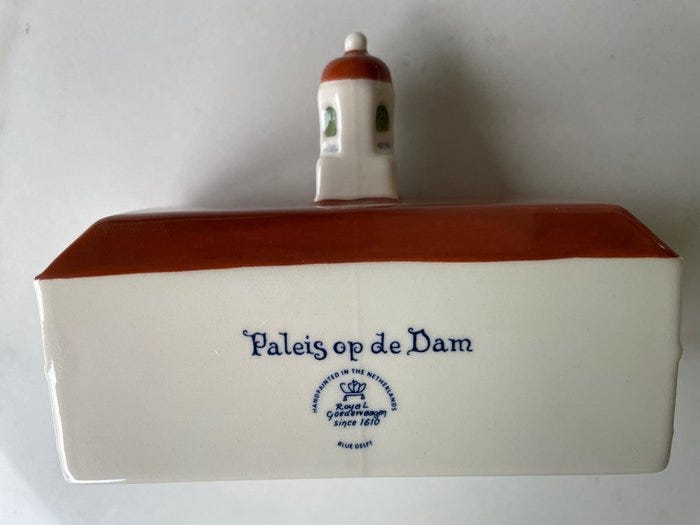 Paleis op de Dam
HANDPAINTED IN THE NETHERLANDS
Royal
Goedewaagen
since 1610
BLUE DELFT